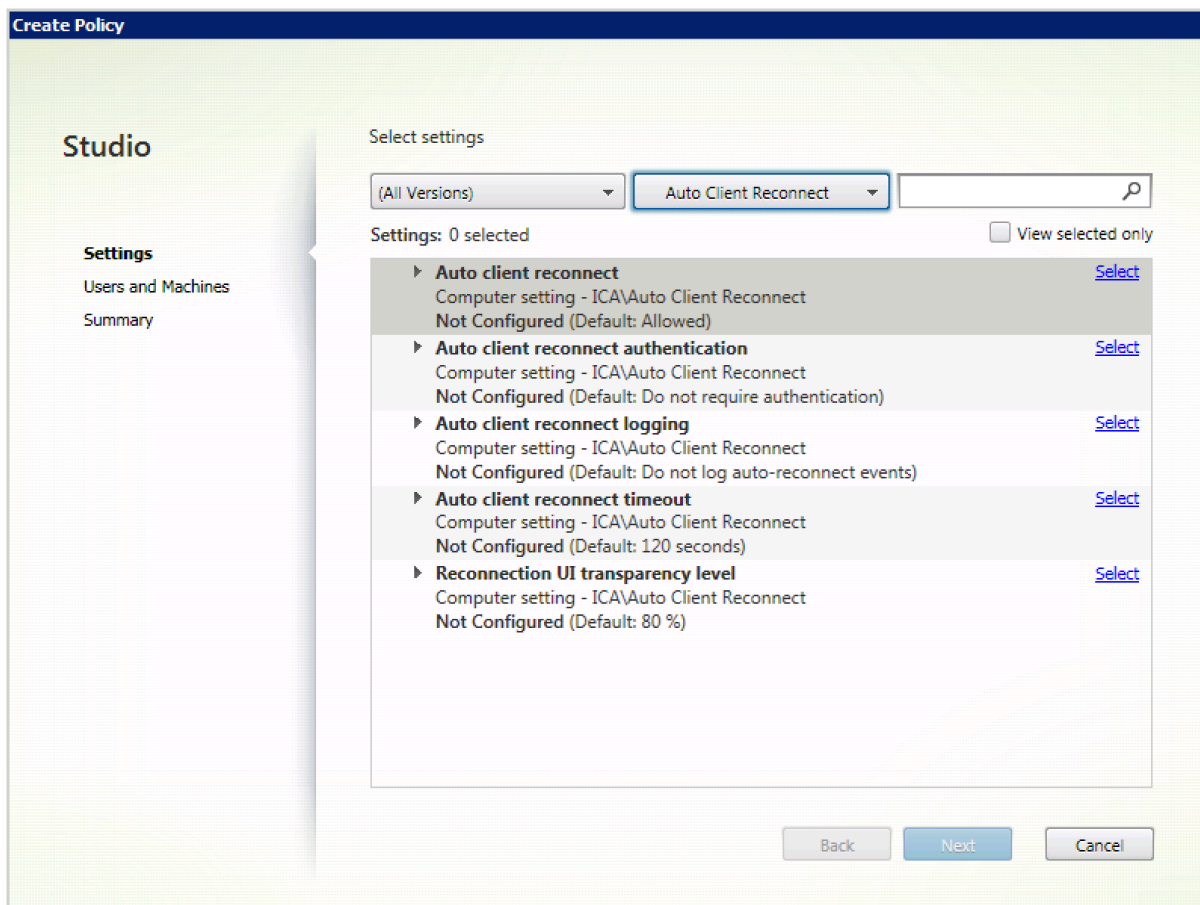 Create Policy
Studio
Settings
Users and Machines
Summary
Select settings
(All Versions)
Auto Client Reconnect
Settings: 0 selected
View selected only
Auto client reconnect
Select
Computer setting - ICA\Auto Client Reconnect
Not Configured (Default: Allowed)
Auto client reconnect authentication
Select
Computer setting - ICA\Auto Client Reconnect
Not Configured (Default: Do not require authentication)
Auto client reconnect logging
Select
Computer setting - ICA\Auto Client Reconnect
Not Configured (Default: Do not log auto-reconnect events)
Auto client reconnect timeout
Select
Computer setting - ICA\Auto Client Reconnect
Not Configured (Default: 120 seconds)
Reconnection UI transparency level
Select
Computer setting - ICA\Auto Client Reconnect
Not Configured (Default: 80 %)
Back
Next
Cancel